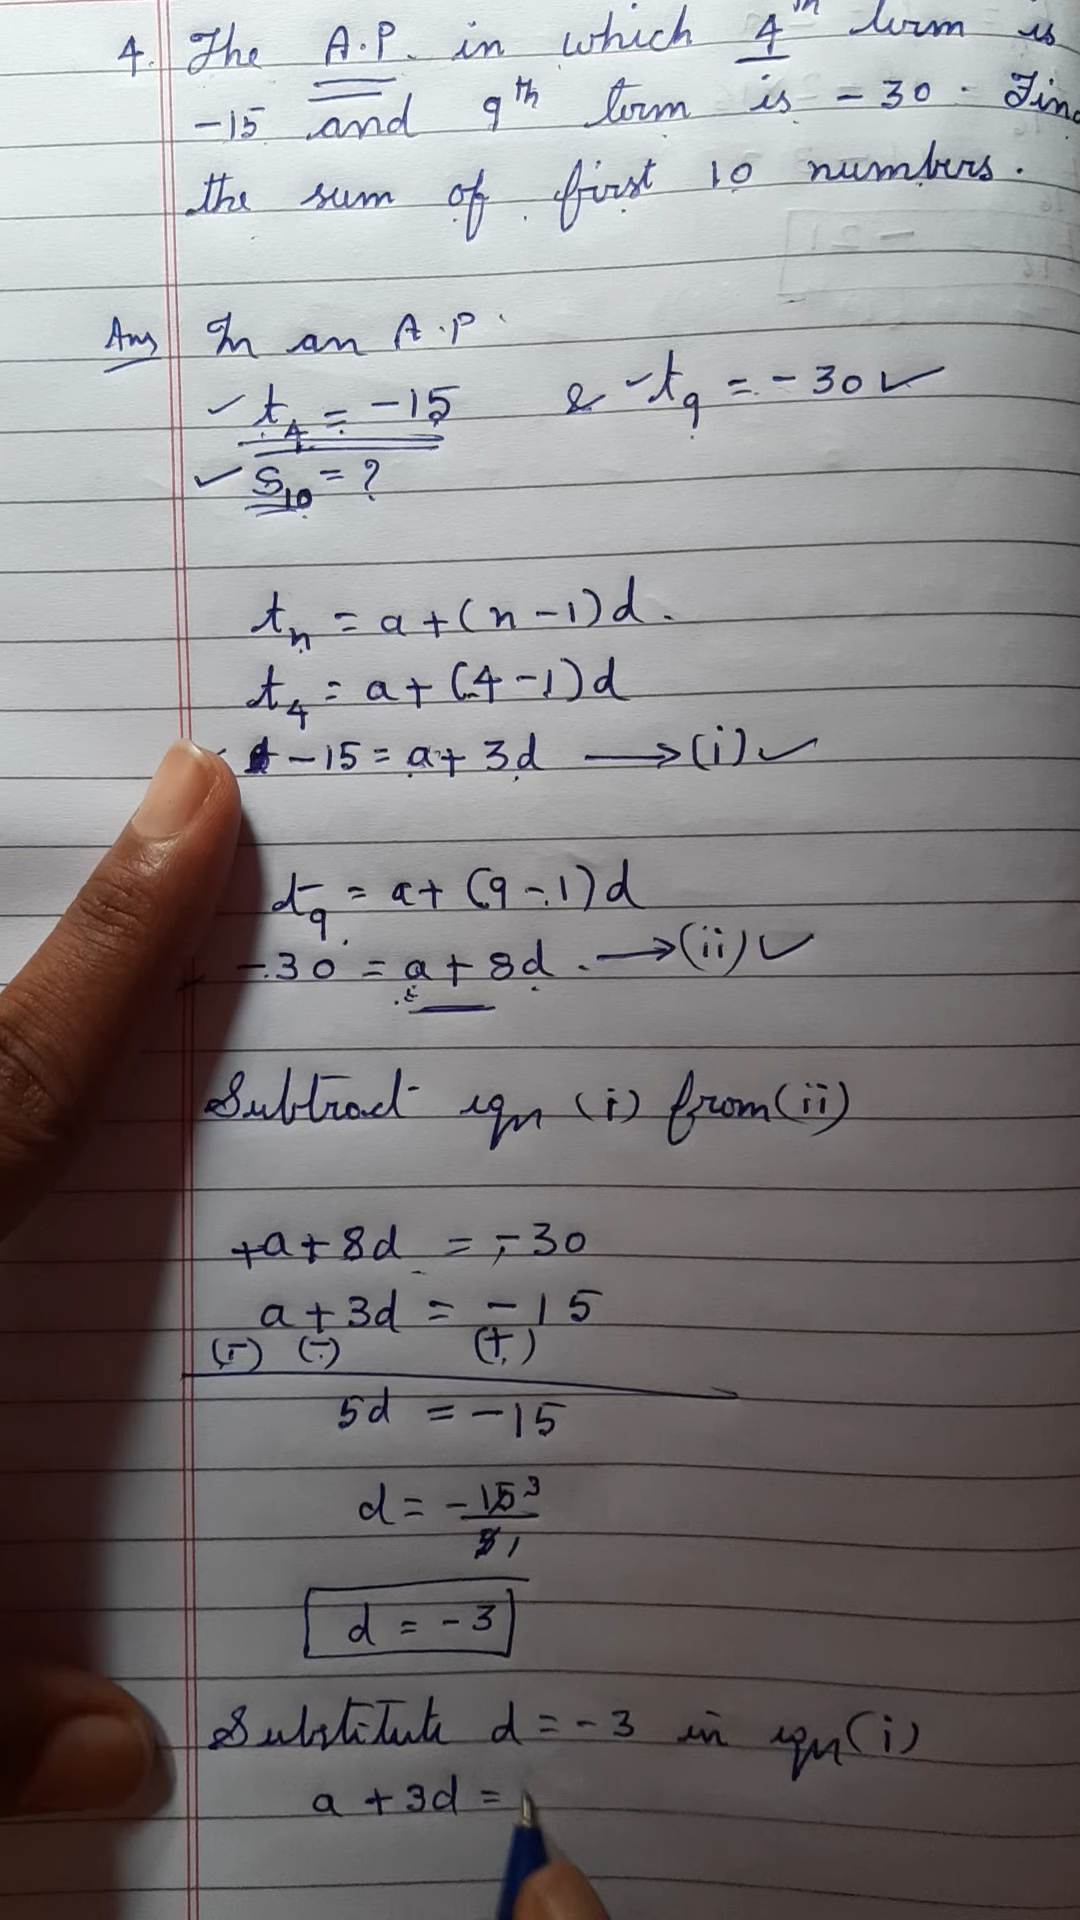 4. The A.P. in which 4th term is
-15 and 9th term is -30. Find
the sum of first 10 numbers.
Ans In an A.P.
✓ t4 = -15 & ✓ t9 = -30 ✓
✓ S10 = ?
tn = a+(n-1)d.
t4 = a+(4-1)d
-15 = a+3d ⟶(i)✓
t9 = a+(9-1)d
-30 = a+8d. ⟶(ii)✓
Subtract eqn (i) from(ii)
+a+8d = -30
a+3d = -15
(-) (-) (+)
5d = -15
d = -15 3
5 1
d = -3
Substitute d = -3 in eqn(i)
a + 3d =